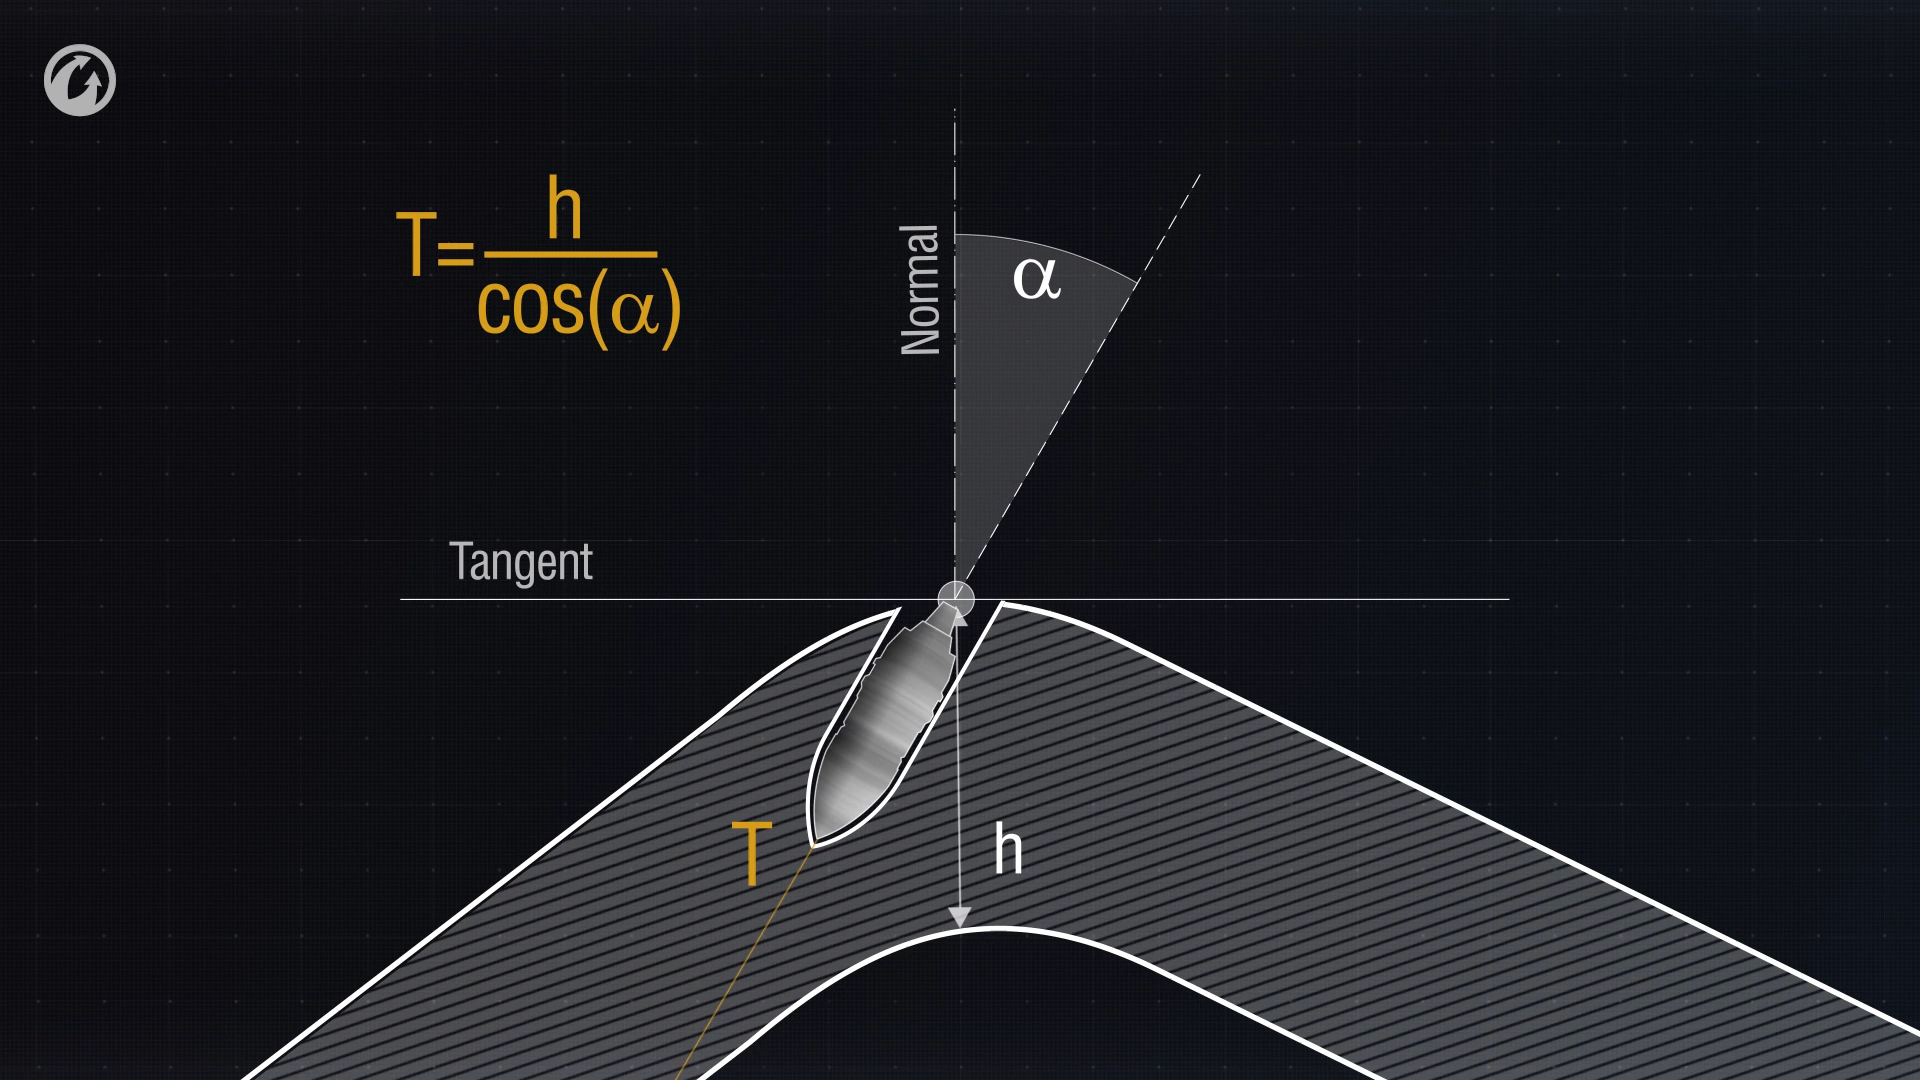 T=h/cos(α)
Normal
α
Tangent
T
h